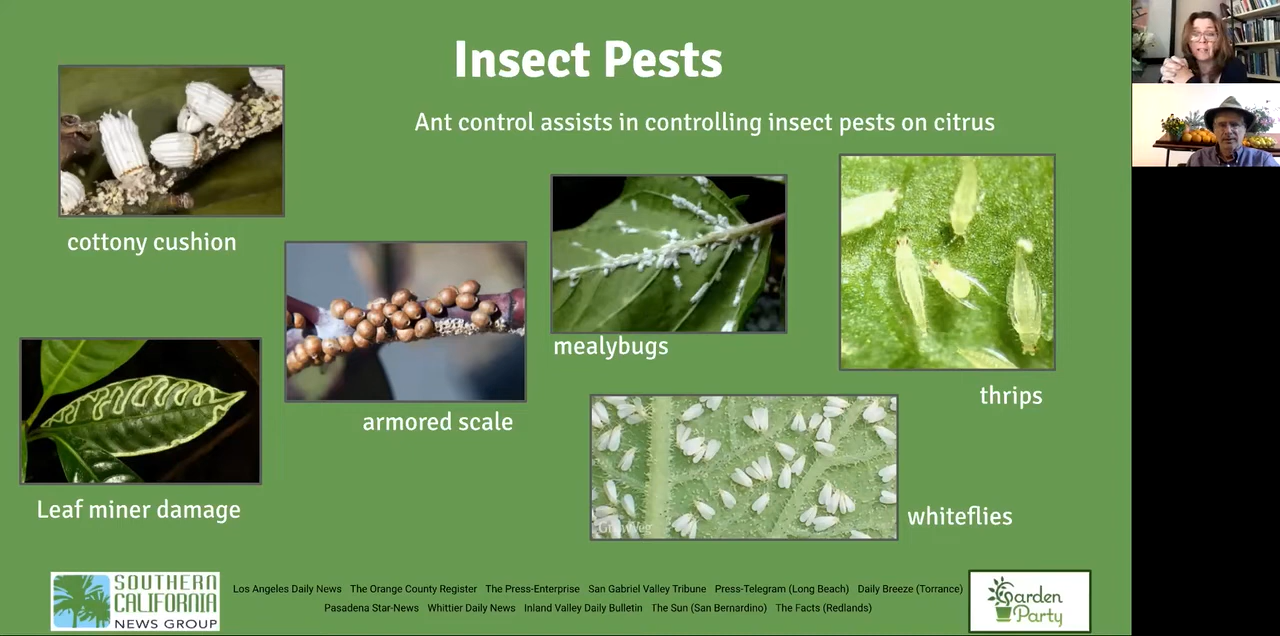 Insect Pests
Ant control assists in controlling insect pests on citrus
cottony cushion
mealybugs
thrips
armored scale
Leaf miner damage
GrowVeg
whiteflies
SOUTHERN
CALIFORNIA
NEWS GROUP
Los Angeles Daily News The Orange County Register The Press-Enterprise San Gabriel Valley Tribune Press-Telegram (Long Beach) Daily Breeze (Torrance)
Pasadena Star-News Whittier Daily News Inland Valley Daily Bulletin The Sun (San Bernardino) The Facts (Redlands)
Garden
Party